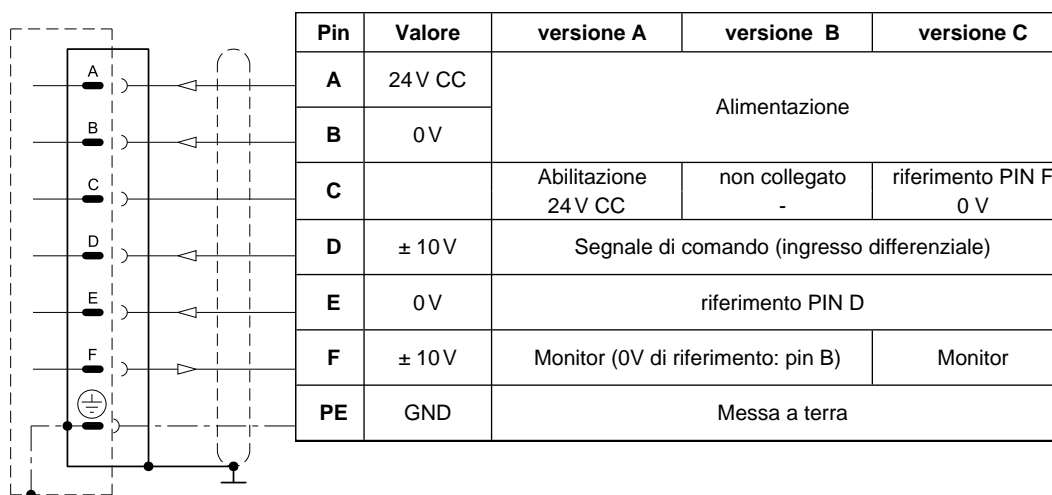 Pin Valore versione A versione B versione C
A 24 V CC Alimentazione
B 0 V
C Abilitazione 24 V CC non collegato - riferimento PIN F 0 V
D ± 10 V Segnale di comando (ingresso differenziale)
E 0 V riferimento PIN D
F ± 10 V Monitor (0V di riferimento: pin B) Monitor
PE GND Messa a terra
A
B
C
D
E
F